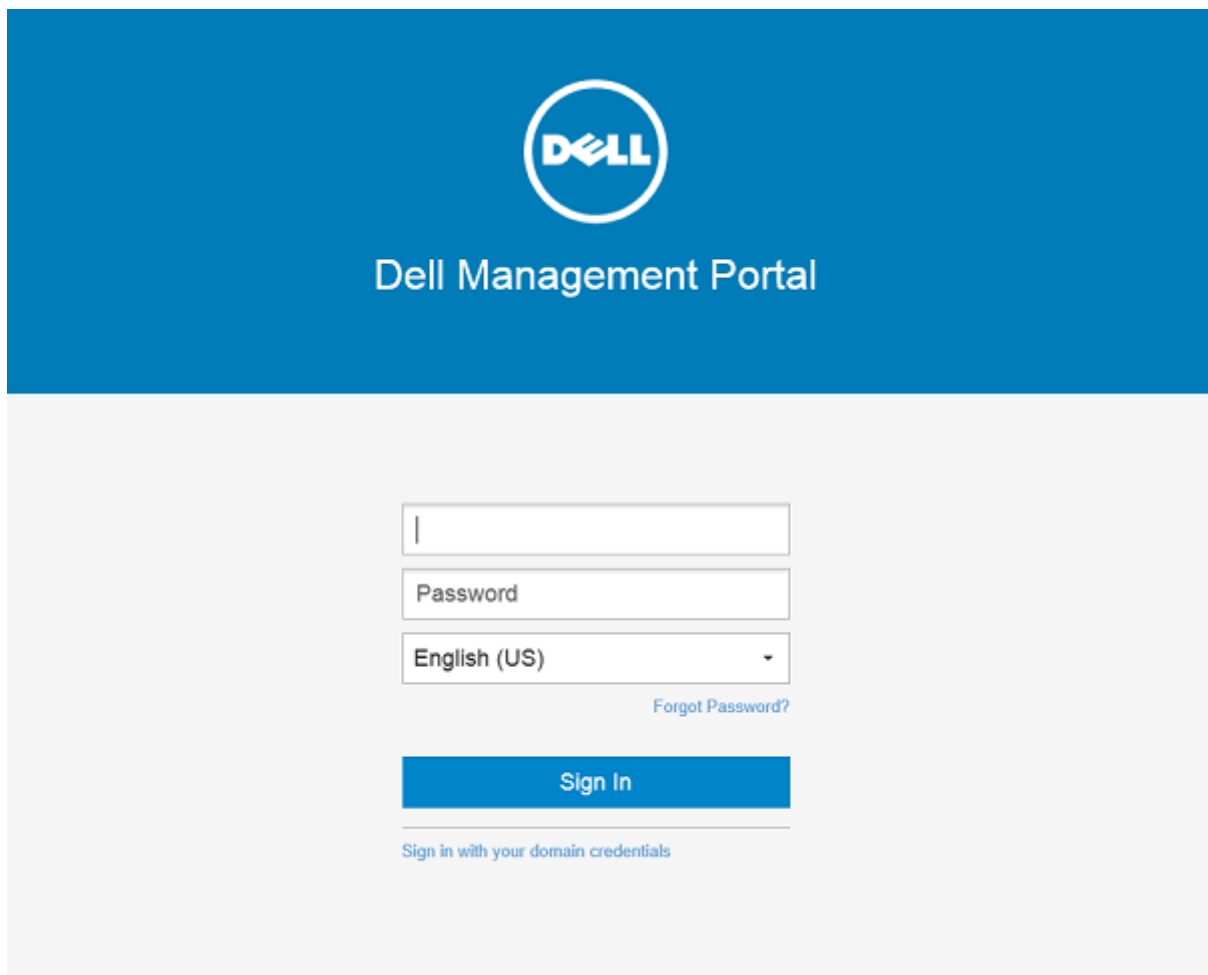 DELL
Dell Management Portal
Password
English (US)
Forgot Password?
Sign In
Sign in with your domain credentials